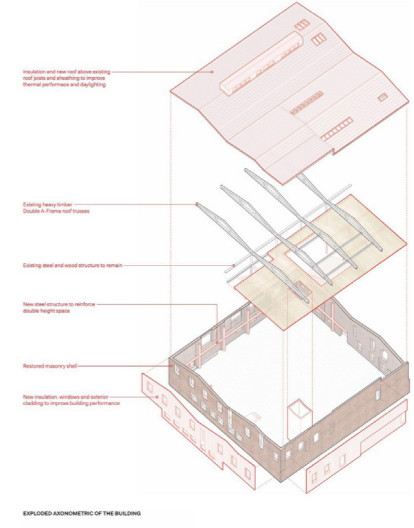 Insulation and new roof above existing
roof joists and sheathing to improve
thermal performance and daylighting
Existing heavy timber
Double A-Frame roof trusses
Existing steel and wood structure to remain
New steel structure to reinforce
double height space
Restored masonry shell
New insulation, windows and exterior
cladding to improve building performance
EXPLODED AXONOMETRIC OF THE BUILDING